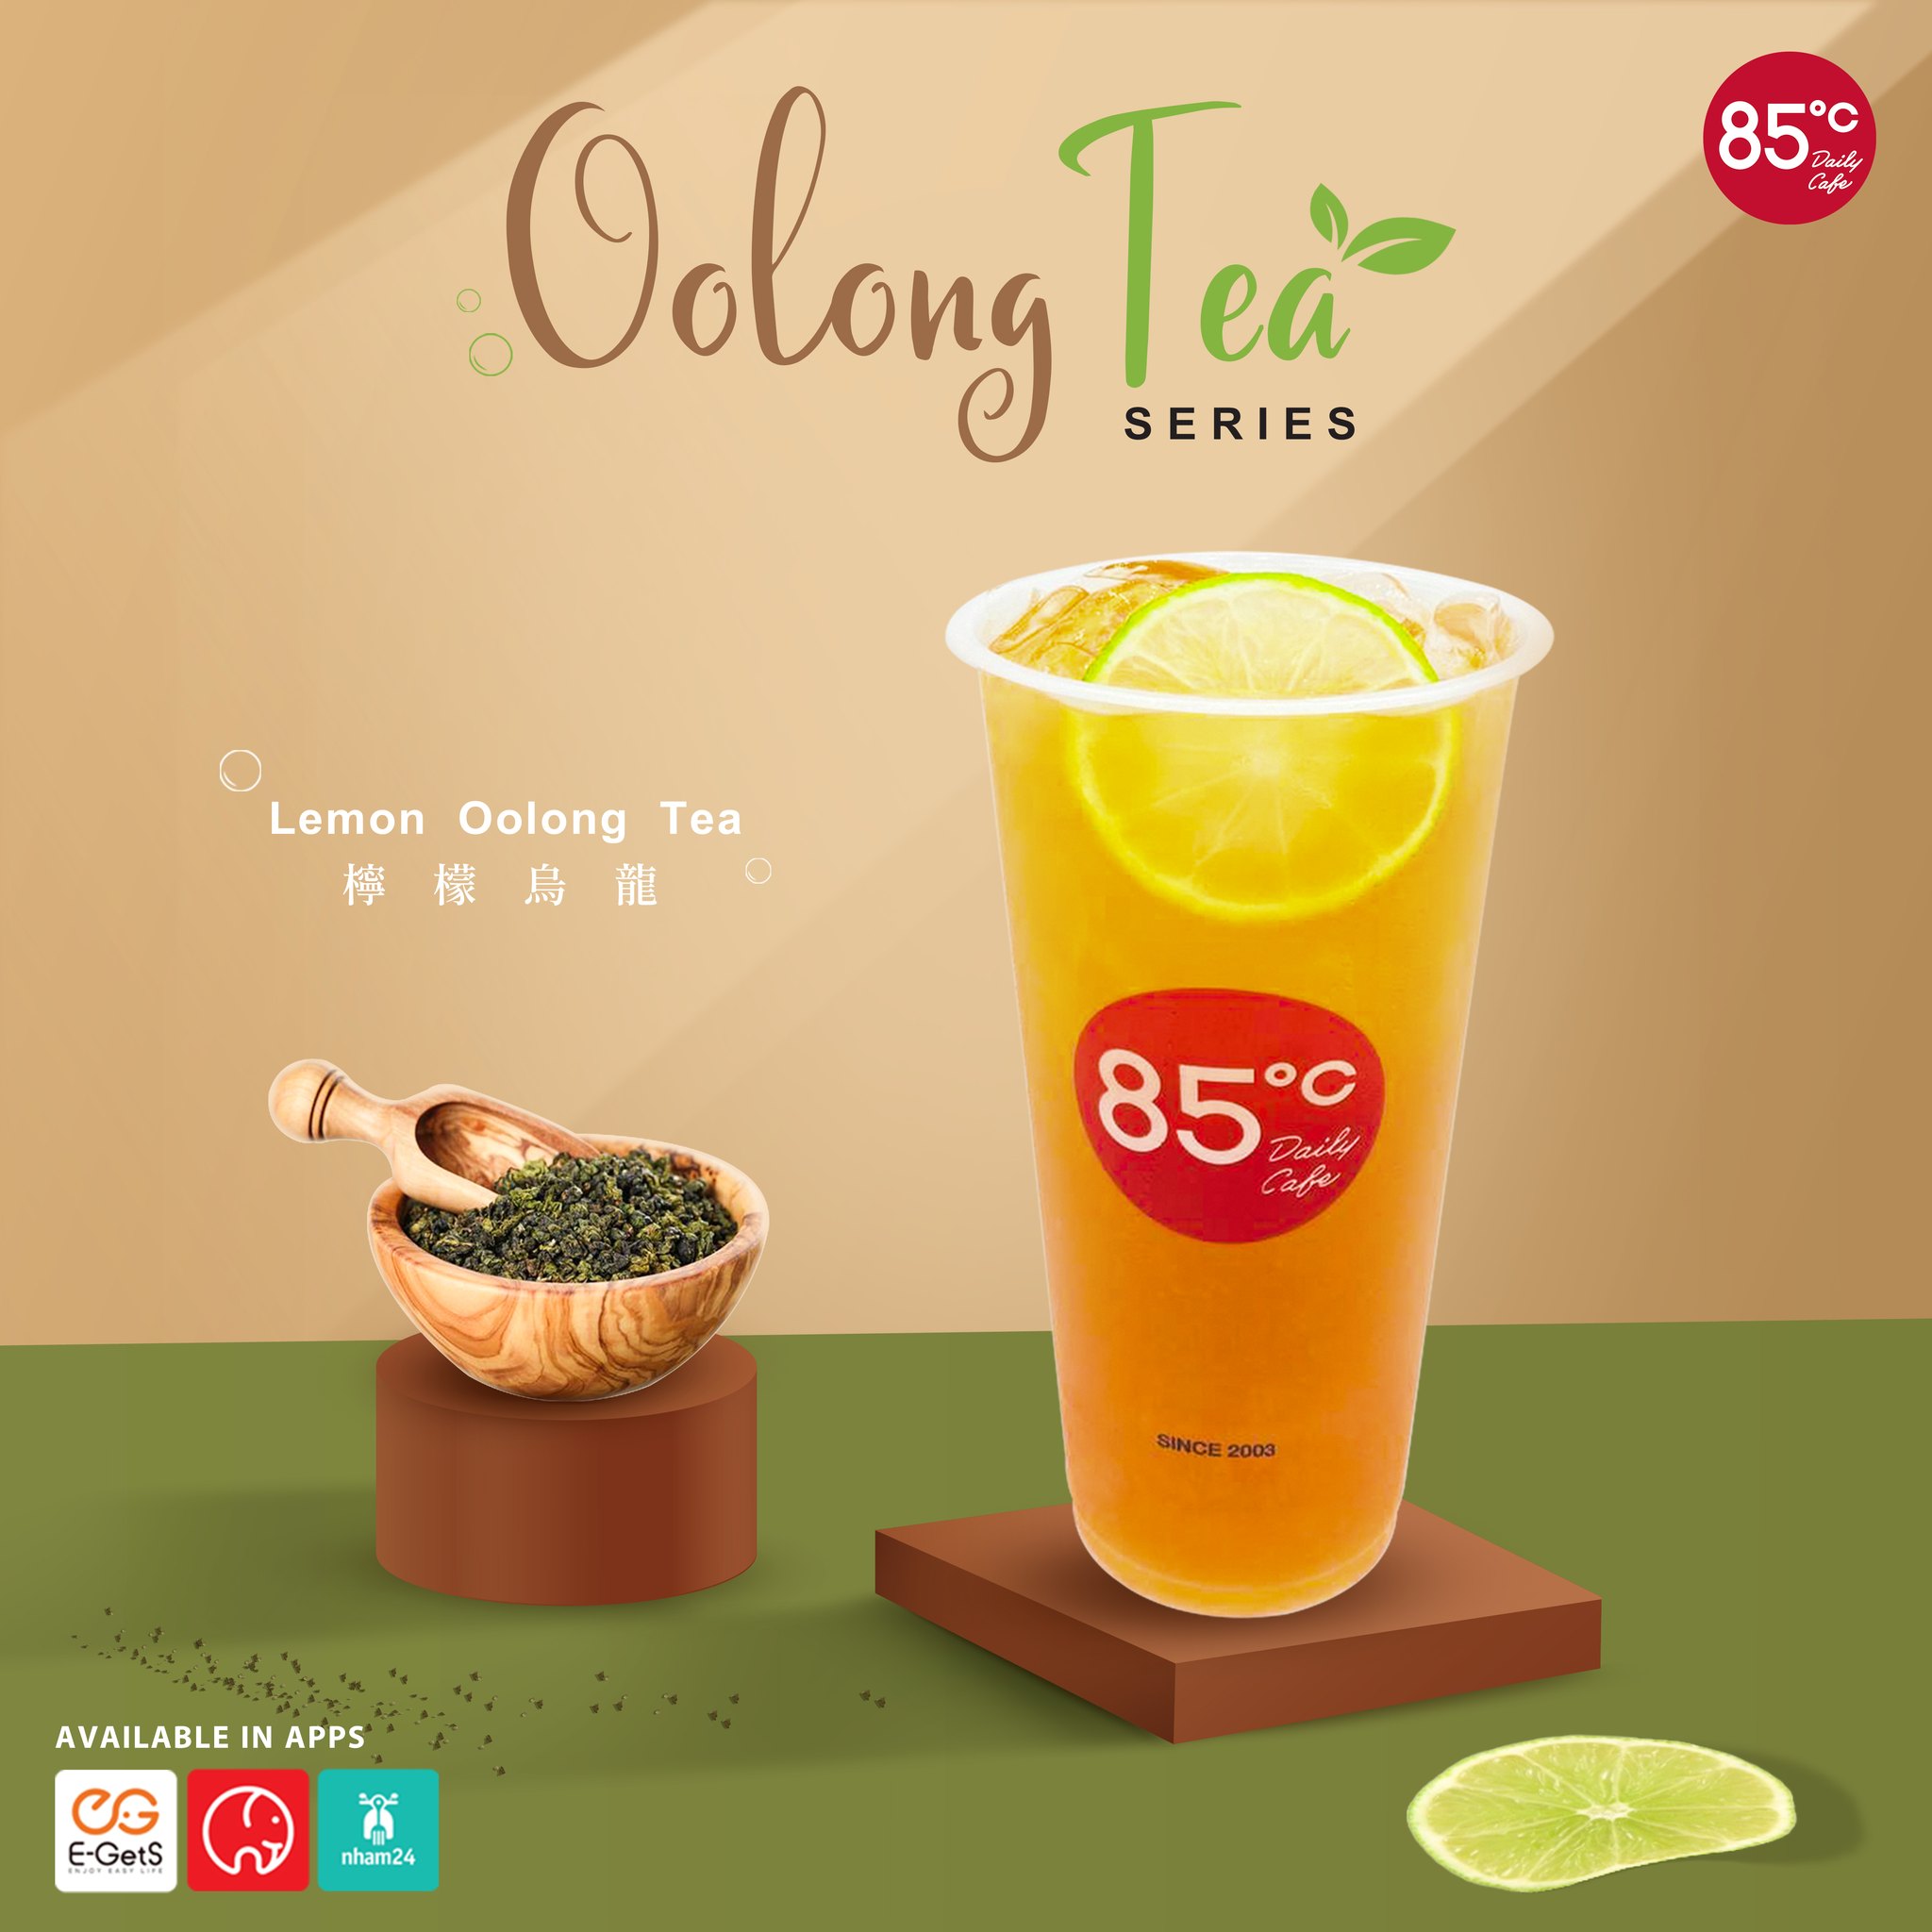 Oolong Tea
SERIES
85°C
Daily
Cafe
Lemon Oolong Tea
檸檬烏龍
85°C
Daily
Cafe
SINCE 2003
AVAILABLE IN APPS
E-GetS
ENJOY EASY LIFE
nham24